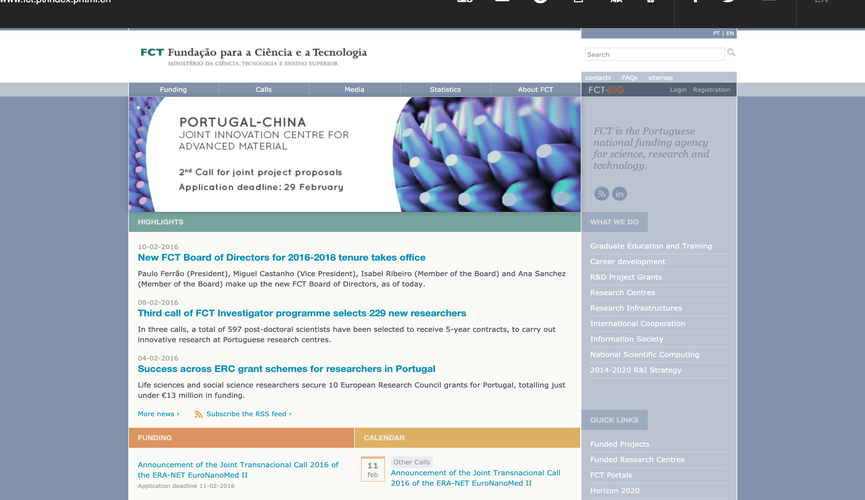 www.fct.pt/index.phtml.en
EN
PT | EN
FCT Fundação para a Ciência e a Tecnologia
MINISTÉRIO DA CIÊNCIA, TECNOLOGIA E ENSINO SUPERIOR
Search
contacts FAQs sitemap
Funding Calls Media Statistics About FCT
FCT-SIG Login Registration
PORTUGAL-CHINA
JOINT INNOVATION CENTRE FOR
ADVANCED MATERIAL
2nd Call for joint project proposals
Application deadline: 29 February
FCT is the Portuguese
national funding agency
for science, research and
technology.
HIGHLIGHTS
10-02-2016
New FCT Board of Directors for 2016-2018 tenure takes office
Paulo Ferrão (President), Miguel Castanho (Vice President), Isabel Ribeiro (Member of the Board) and Ana Sanchez
(Member of the Board) make up the new FCT Board of Directors, as of today.
08-02-2016
Third call of FCT Investigator programme selects 229 new researchers
In three calls, a total of 597 post-doctoral scientists have been selected to receive 5-year contracts, to carry out
innovative research at Portuguese research centres.
04-02-2016
Success across ERC grant schemes for researchers in Portugal
Life sciences and social science researchers secure 10 European Research Council grants for Portugal, totalling just
under €13 million in funding.
More news › Subscribe the RSS feed ›
WHAT WE DO
Graduate Education and Training
Career development
R&D Project Grants
Research Centres
Research Infrastructures
International Cooperation
Information Society
National Scientific Computing
2014-2020 R&I Strategy
QUICK LINKS
Funded Projects
Funded Research Centres
FCT Portals
Horizon 2020
FUNDING
Announcement of the Joint Transnational Call 2016 of
the ERA-NET EuroNanoMed II
Application deadline 11-02-2016
CALENDAR
11
feb
Other Calls
Announcement of the Joint Transnational Call
2016 of the ERA-NET EuroNanoMed II